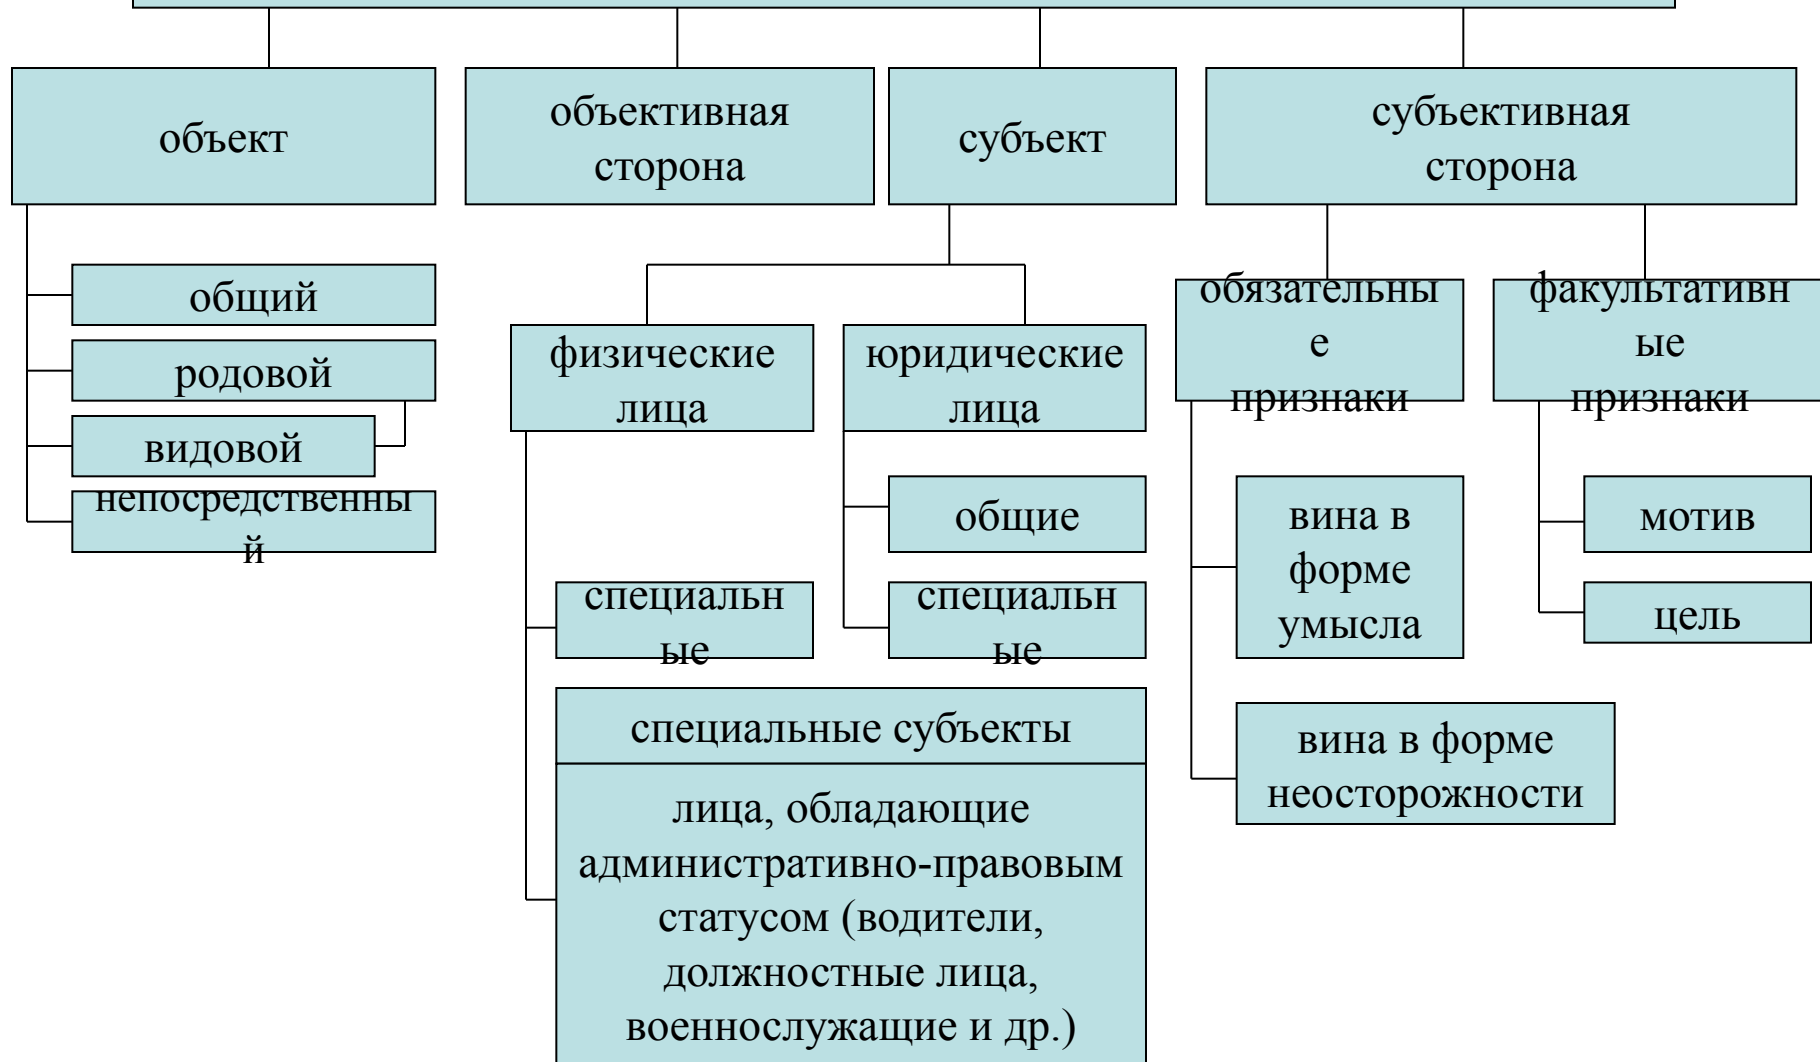 объект
объективная
сторона
субъект
субъективная
сторона
общий
родовой
видовой
непосредственны
й
физические
лица
юридические
лица
общие
специальн
ые
специальн
ые
специальные субъекты
лица, обладающие
административно-правовым
статусом (водители,
должностные лица,
военнослужащие и др.)
обязательны
е
признаки
факультативн
ые
признаки
вина в
форме
умысла
вина в форме
неосторожности
мотив
цель